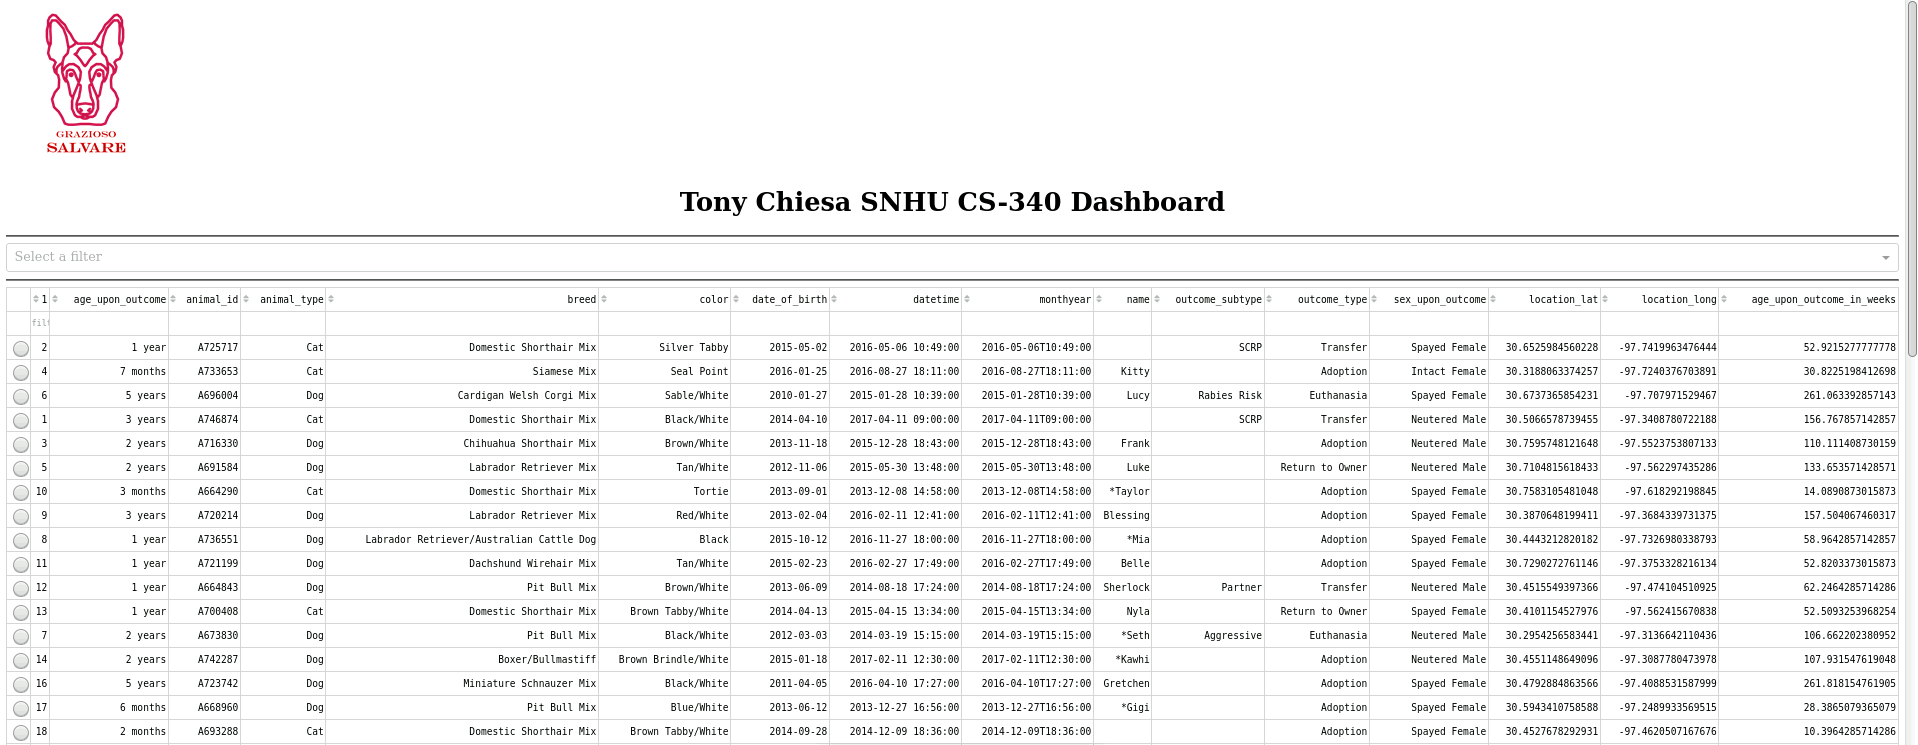 GRAZIOSO
SALVARE
Tony Chiesa SNHU CS-340 Dashboard
Select a filter
1 age_upon_outcome animal_id animal_type breed color date_of_birth datetime monthyear name outcome_subtype outcome_type sex_upon_outcome location_lat location_long age_upon_outcome_in_weeks
filt
2 1 year A725717 Cat Domestic Shorthair Mix Silver Tabby 2015-05-02 2016-05-06 10:49:00 2016-05-06T10:49:00 SCRP Transfer Spayed Female 30.6525984560228 -97.7419963476444 52.9215277777778
4 7 months A733653 Cat Siamese Mix Seal Point 2016-01-25 2016-08-27 18:11:00 2016-08-27T18:11:00 Kitty Adoption Intact Female 30.3188063374257 -97.7240376703891 30.8225198412698
6 5 years A696004 Dog Cardigan Welsh Corgi Mix Sable/White 2010-01-27 2015-01-28 10:39:00 2015-01-28T10:39:00 Lucy Rabies Risk Euthanasia Spayed Female 30.6737365854231 -97.707971529467 261.063392857143
1 3 years A746874 Cat Domestic Shorthair Mix Black/White 2014-04-10 2017-04-11 09:00:00 2017-04-11T09:00:00 SCRP Transfer Neutered Male 30.5066578739455 -97.3408780722188 156.767857142857
3 2 years A716330 Dog Chihuahua Shorthair Mix Brown/White 2013-11-18 2015-12-28 18:43:00 2015-12-28T18:43:00 Frank Adoption Neutered Male 30.7595748121648 -97.5523753807133 110.111408730159
5 2 years A691584 Dog Labrador Retriever Mix Tan/White 2012-11-06 2015-05-30 13:48:00 2015-05-30T13:48:00 Luke Return to Owner Neutered Male 30.7104815618433 -97.562297435286 133.653571428571
10 3 months A664290 Cat Domestic Shorthair Mix Tortie 2013-09-01 2013-12-08 14:58:00 2013-12-08T14:58:00 *Taylor Adoption Spayed Female 30.7583105481048 -97.618292198845 14.0890873015873
9 3 years A720214 Dog Labrador Retriever Mix Red/White 2013-02-04 2016-02-11 12:41:00 2016-02-11T12:41:00 Blessing Adoption Spayed Female 30.3870648199411 -97.3684339731375 157.504067460317
8 1 year A736551 Dog Labrador Retriever/Australian Cattle Dog Black 2015-10-12 2016-11-27 18:00:00 2016-11-27T18:00:00 *Mia Adoption Spayed Female 30.4443212820182 -97.7326980338793 58.9642857142857
11 1 year A721199 Dog Dachshund Wirehair Mix Tan/White 2015-02-23 2016-02-27 17:49:00 2016-02-27T17:49:00 Belle Adoption Spayed Female 30.7290272761146 -97.3753328216134 52.8203373015873
12 1 year A664843 Dog Pit Bull Mix Brown/White 2013-06-09 2014-08-18 17:24:00 2014-08-18T17:24:00 Sherlock Partner Transfer Neutered Male 30.4515549397366 -97.474104510925 62.2464285714286
13 1 year A700408 Cat Domestic Shorthair Mix Brown Tabby/White 2014-04-13 2015-04-15 13:34:00 2015-04-15T13:34:00 Nyla Return to Owner Spayed Female 30.4101154527976 -97.562415670838 52.5093253968254
7 2 years A673830 Dog Pit Bull Mix Black/White 2012-03-03 2014-03-19 15:15:00 2014-03-19T15:15:00 *Seth Aggressive Euthanasia Neutered Male 30.2954256583441 -97.3136642110436 106.662202380952
14 2 years A742287 Dog Boxer/Bullmastiff Brown Brindle/White 2015-01-18 2017-02-11 12:30:00 2017-02-11T12:30:00 *Kawhi Adoption Neutered Male 30.4551148649096 -97.3087780473978 107.931547619048
16 5 years A723742 Dog Miniature Schnauzer Mix Black/White 2011-04-05 2016-04-10 17:27:00 2016-04-10T17:27:00 Gretchen Adoption Spayed Female 30.4792884863566 -97.4088531587999 261.818154761905
17 6 months A668960 Dog Pit Bull Mix Blue/White 2013-06-12 2013-12-27 16:56:00 2013-12-27T16:56:00 *Gigi Adoption Spayed Female 30.5943410758588 -97.2489933569515 28.3865079365079
18 2 months A693288 Cat Domestic Shorthair Mix Brown Tabby/White 2014-09-28 2014-12-09 18:36:00 2014-12-09T18:36:00 Adoption Spayed Female 30.4527678292931 -97.4620507167676 10.3964285714286